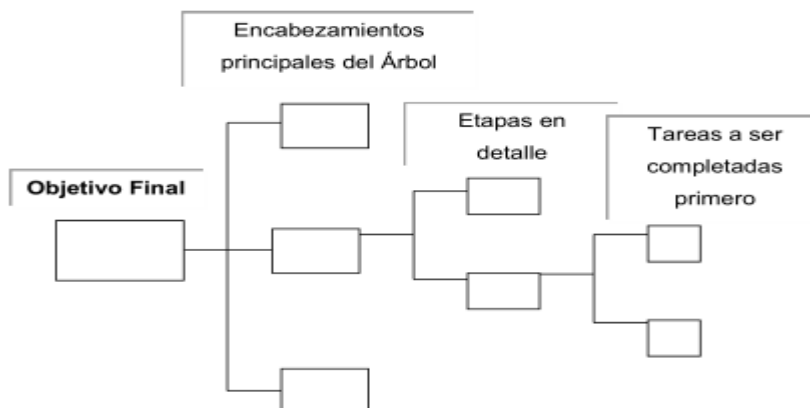 Encabezamientos
principales del Árbol
Etapas en
detalle
Tareas a ser
completadas
primero
Objetivo Final